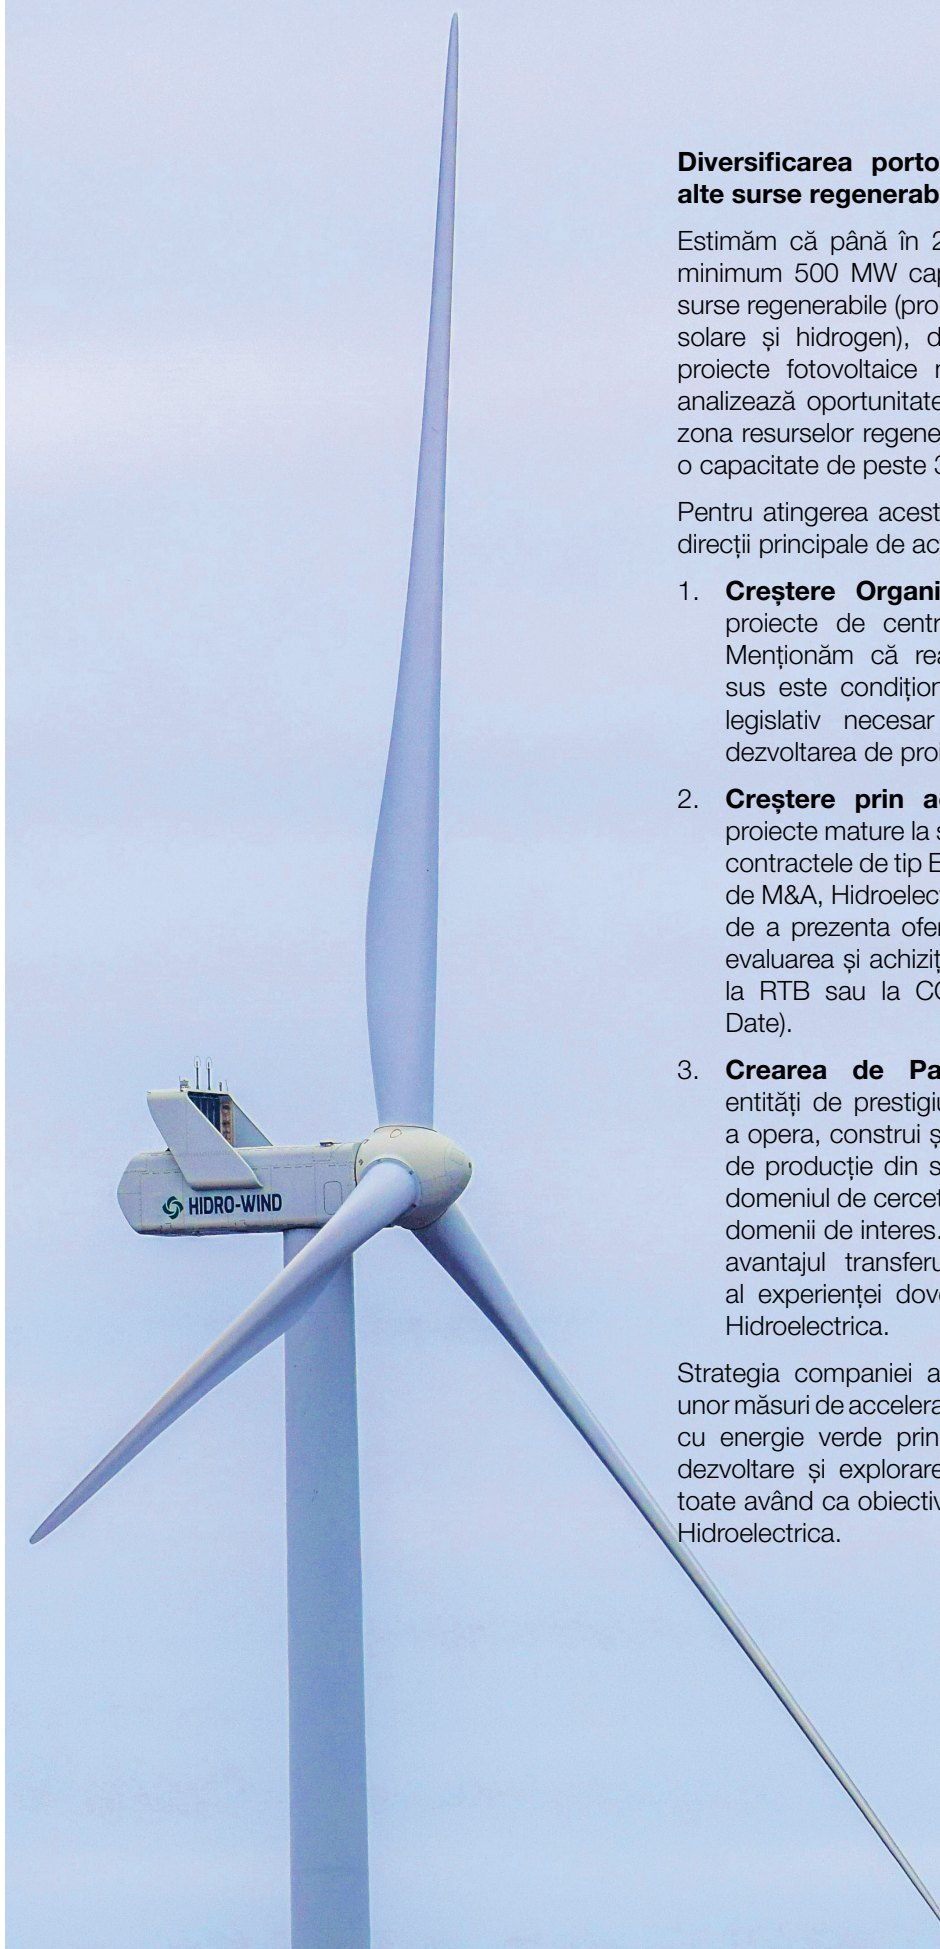 HIDRO-WIND
Diversificarea porto
alte surse regenerab
Estimăm că până în 2
minimum 500 MW cap
surse regenerabile (pro
solare și hidrogen), d
proiecte fotovoltaice
analizează oportunitate
zona resurselor regene
o capacitate de peste 3
Pentru atingerea acest
direcții principale de ac
1. Creștere Organi
proiecte de centr
Menționăm că rea
sus este condițion
legislativ necesar
dezvoltarea de proi
2. Creștere prin a
proiecte mature la s
contractele de tip E
de M&A, Hidroelec
de a prezenta ofer
evaluarea și achiziț
la RTB sau la CO
Date).
3. Crearea de Pa
entități de prestigiu
a opera, construi ș
de producție din s
domeniul de cercet
domenii de interes.
avantajul transferu
al experienței dov
Hidroelectrica.
Strategia companiei a
unor măsuri de accelera
cu energie verde prin
dezvoltare și explorare
toate având ca obiectiv
Hidroelectrica.